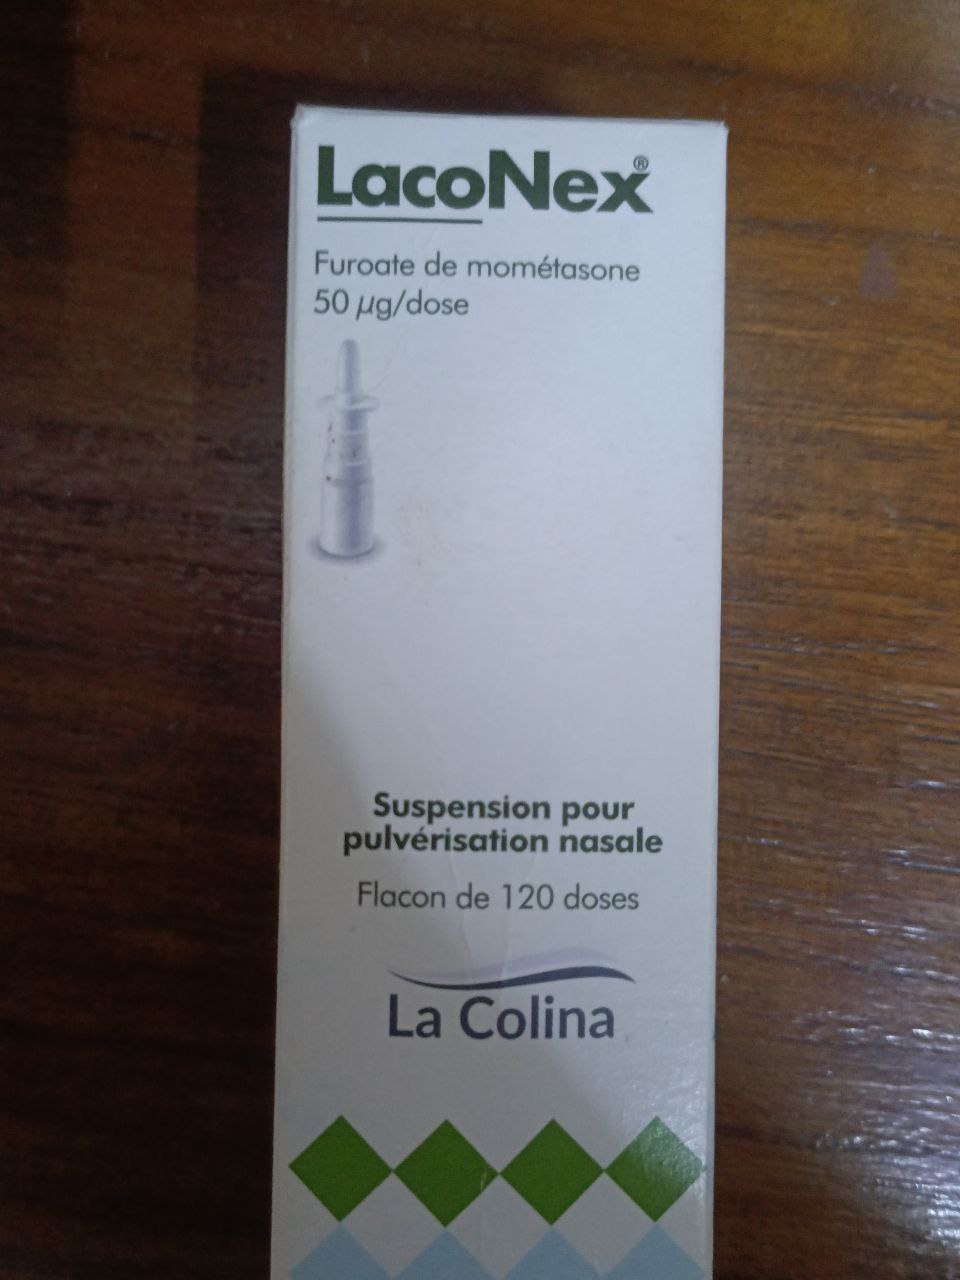 LacoNex®
Furoate de mométasone
50 µg/dose
Suspension pour
pulvérisation nasale
Flacon de 120 doses
La Colina